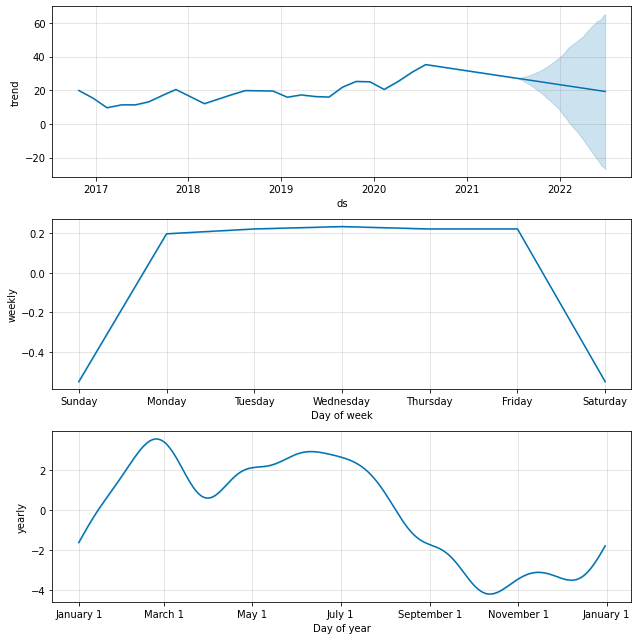 60
40
20
0
−20
trend
2017 2018 2019 2020 2021 2022
ds
0.2
0.0
−0.2
−0.4
weekly
Sunday Monday Tuesday Wednesday Thursday Friday Saturday
Day of week
2
0
−2
−4
yearly
January 1 March 1 May 1 July 1 September 1 November 1 January 1
Day of year